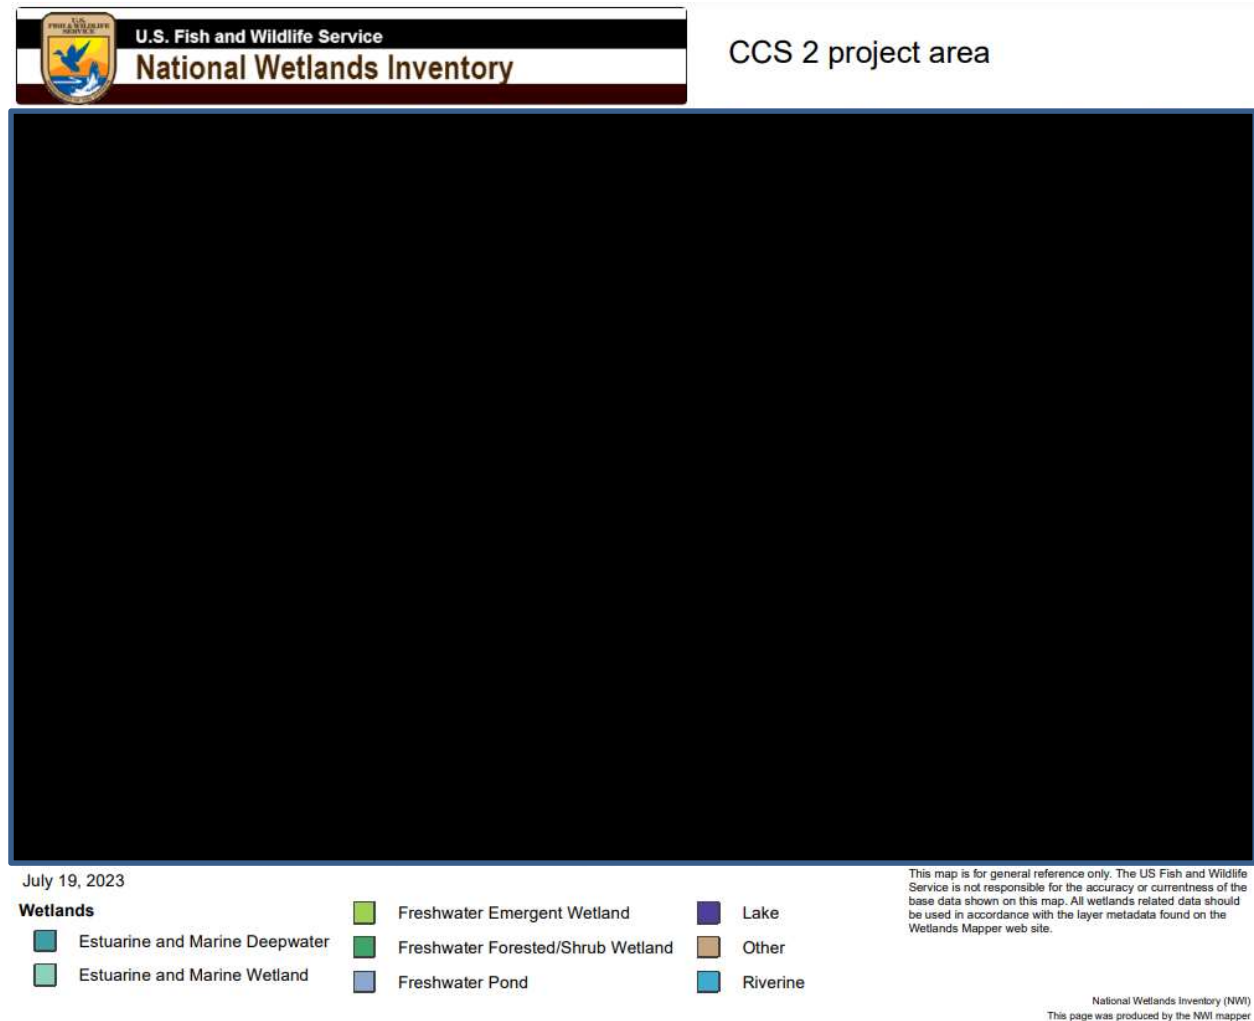 U.S.
FISH & WILDLIFE
SERVICE
U.S. Fish and Wildlife Service
National Wetlands Inventory
CCS 2 project area
July 19, 2023
Wetlands
Estuarine and Marine Deepwater
Estuarine and Marine Wetland
Freshwater Emergent Wetland
Freshwater Forested/Shrub Wetland
Freshwater Pond
Lake
Other
Riverine
This map is for general reference only. The US Fish and Wildlife
Service is not responsible for the accuracy or currentness of the
base data shown on this map. All wetlands related data should
be used in accordance with the layer metadata found on the
Wetlands Mapper web site.
National Wetlands Inventory (NWI)
This page was produced by the NWI mapper